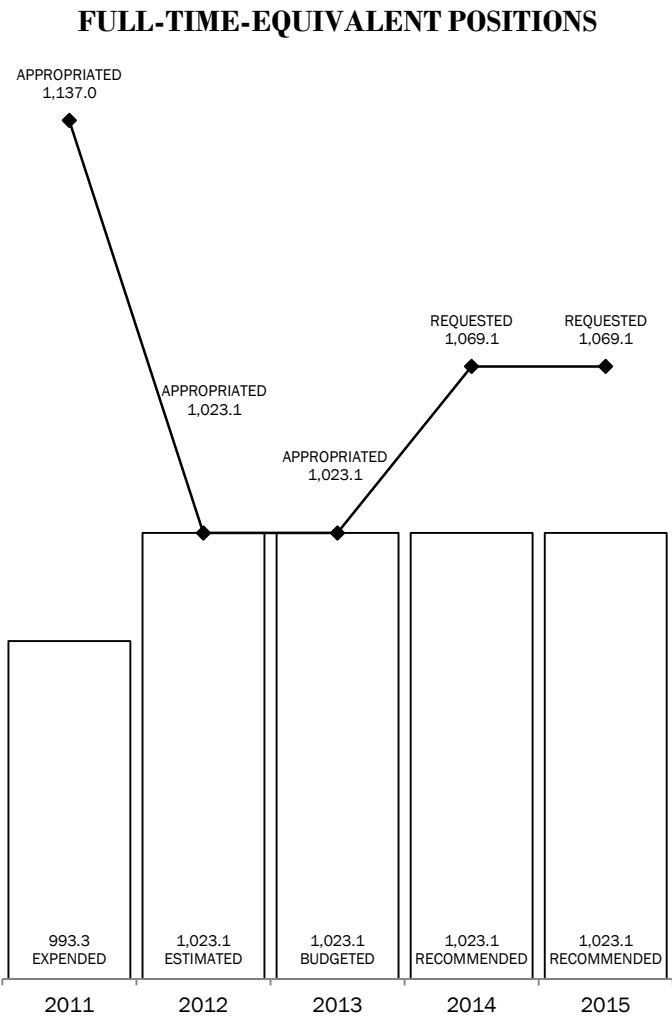 FULL-TIME-EQUIVALENT POSITIONS
APPROPRIATED
1,137.0
REQUESTED
1,069.1
REQUESTED
1,069.1
APPROPRIATED
1,023.1
APPROPRIATED
1,023.1
993.3
EXPENDED
1,023.1
ESTIMATED
1,023.1
BUDGETED
1,023.1
RECOMMENDED
1,023.1
RECOMMENDED
2011
2012
2013
2014
2015